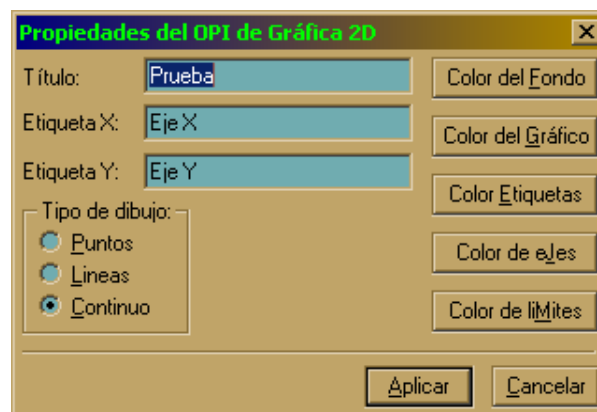 Propiedades del OPI de Gráfica 2D
Título: Prueba
Etiqueta X: Eje X
Etiqueta Y: Eje Y
Tipo de dibujo:
Puntos
Lineas
Continuo
Color del Fondo
Color del Gráfico
Color Etiquetas
Color de eJes
Color de liMites
Aplicar Cancelar